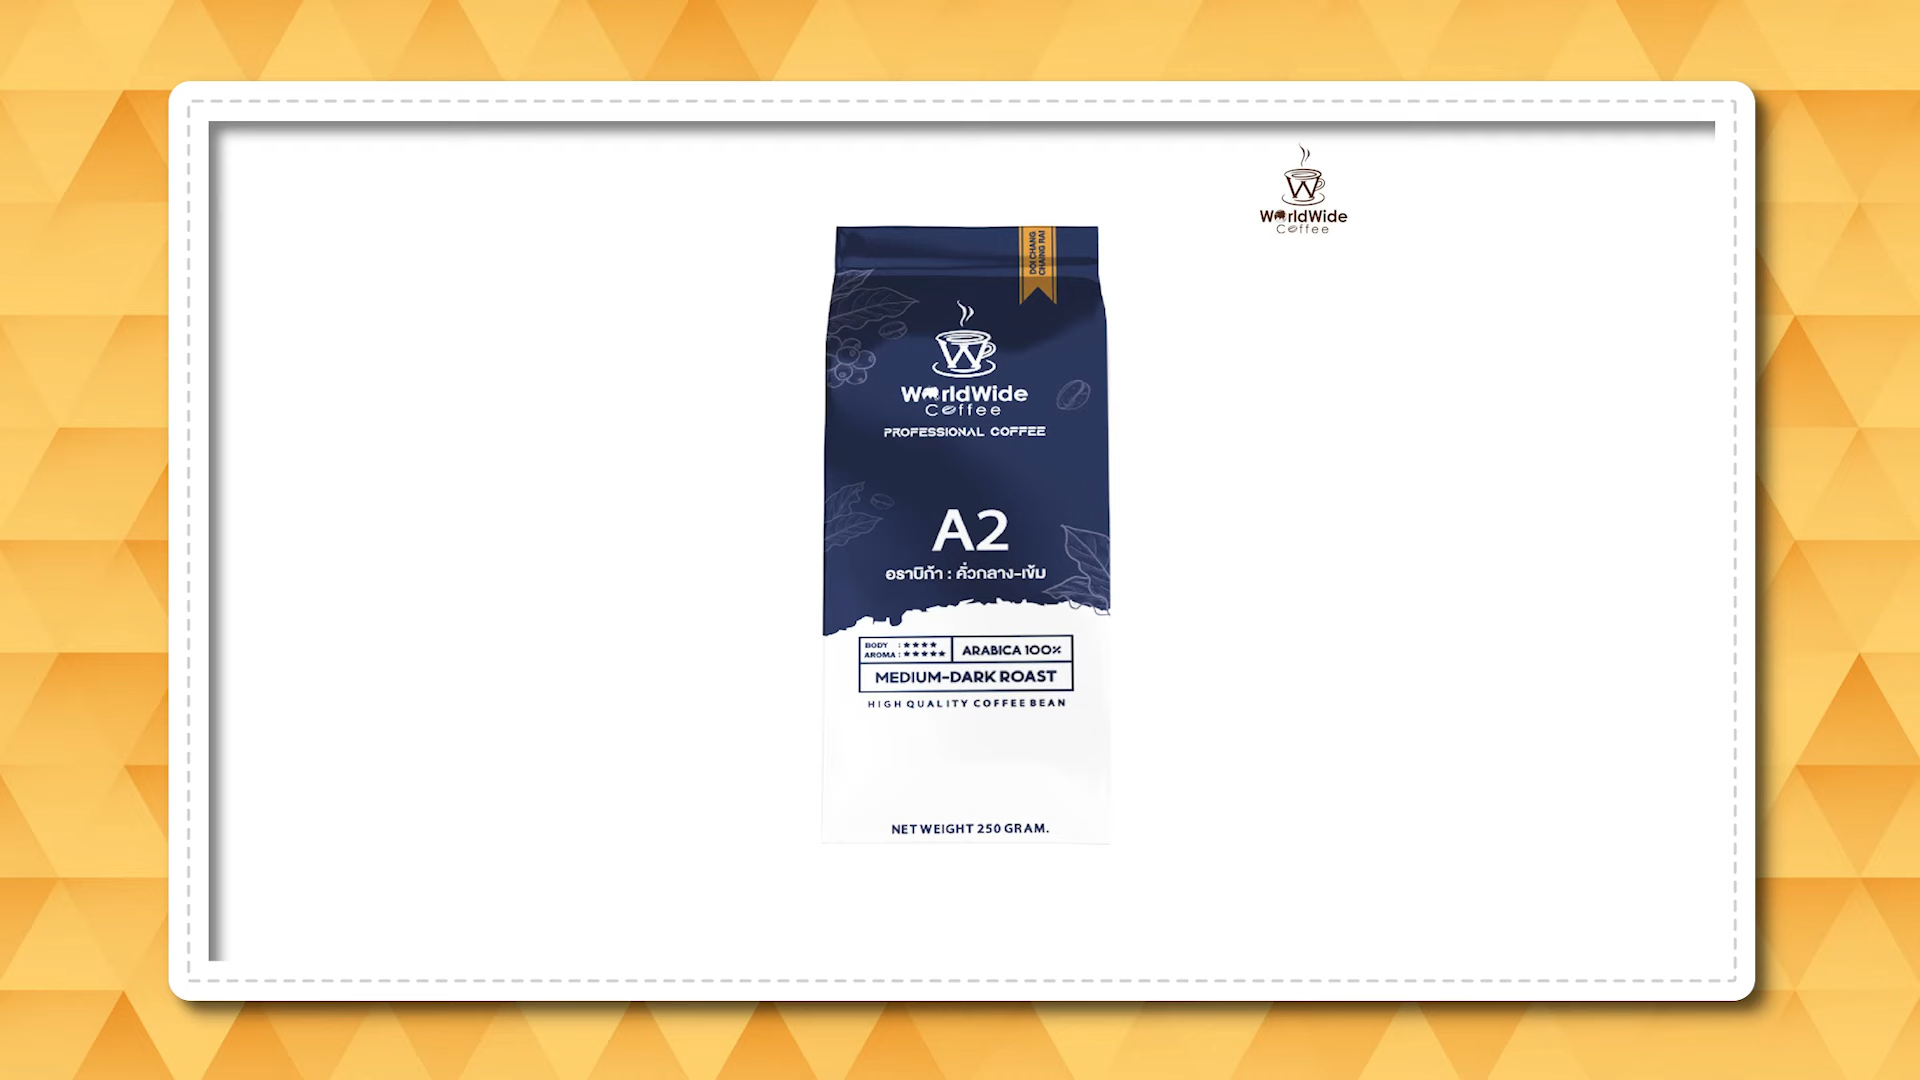 WorldWide
Coffee
DOI CHANG
CHAING RAI
WorldWide
Coffee
PROFESSIONAL COFFEE
A2
อราบิก้า : คั่วกลาง-เข้ม
BODY : ★★★★
AROMA : ★★★★★
ARABICA 100%
MEDIUM-DARK ROAST
HIGH QUALITY COFFEE BEAN
NET WEIGHT 250 GRAM.